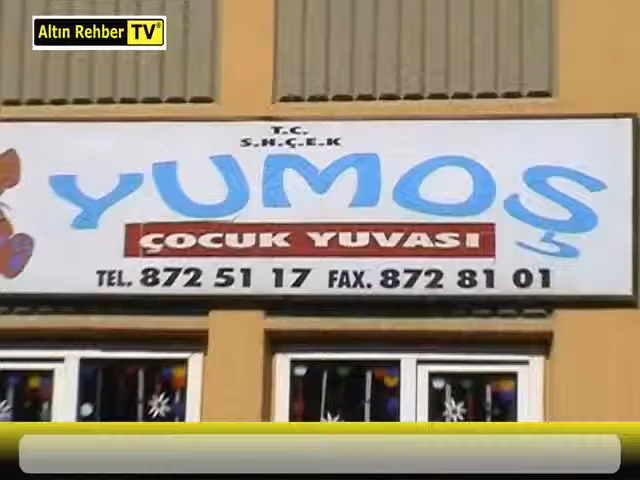 Altın Rehber TV
T.C.
S.H.Ç.E.K
YUMOŞ
ÇOCUK YUVASI
TEL. 872 51 17 FAX. 872 81 01